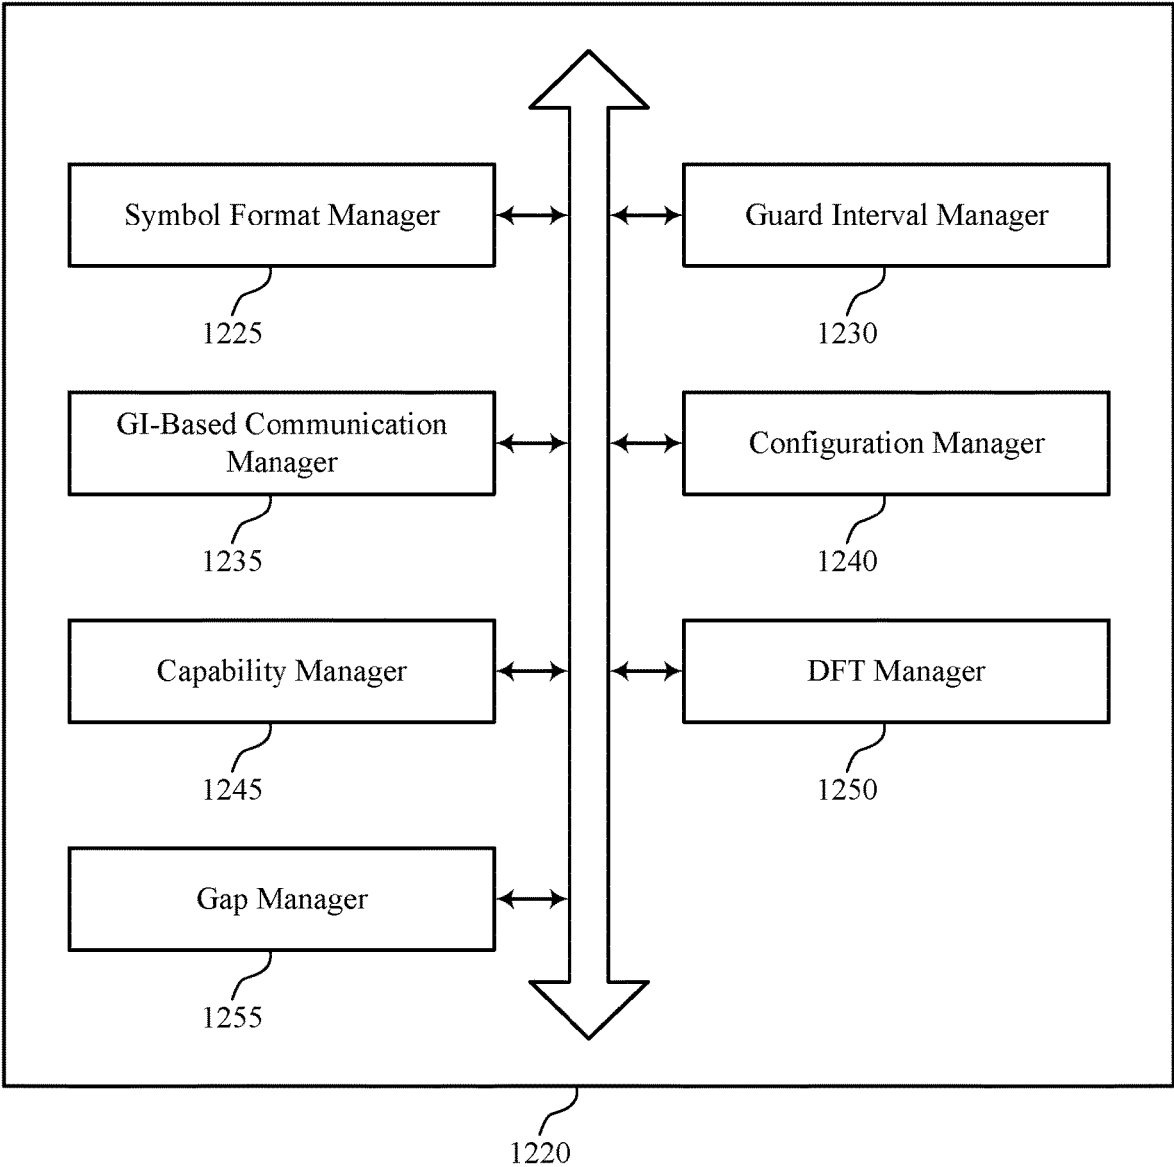 Symbol Format Manager
Guard Interval Manager
1225
1230
GI-Based Communication
Manager
Configuration Manager
1235
1240
Capability Manager
DFT Manager
1245
1250
Gap Manager
1255
1220